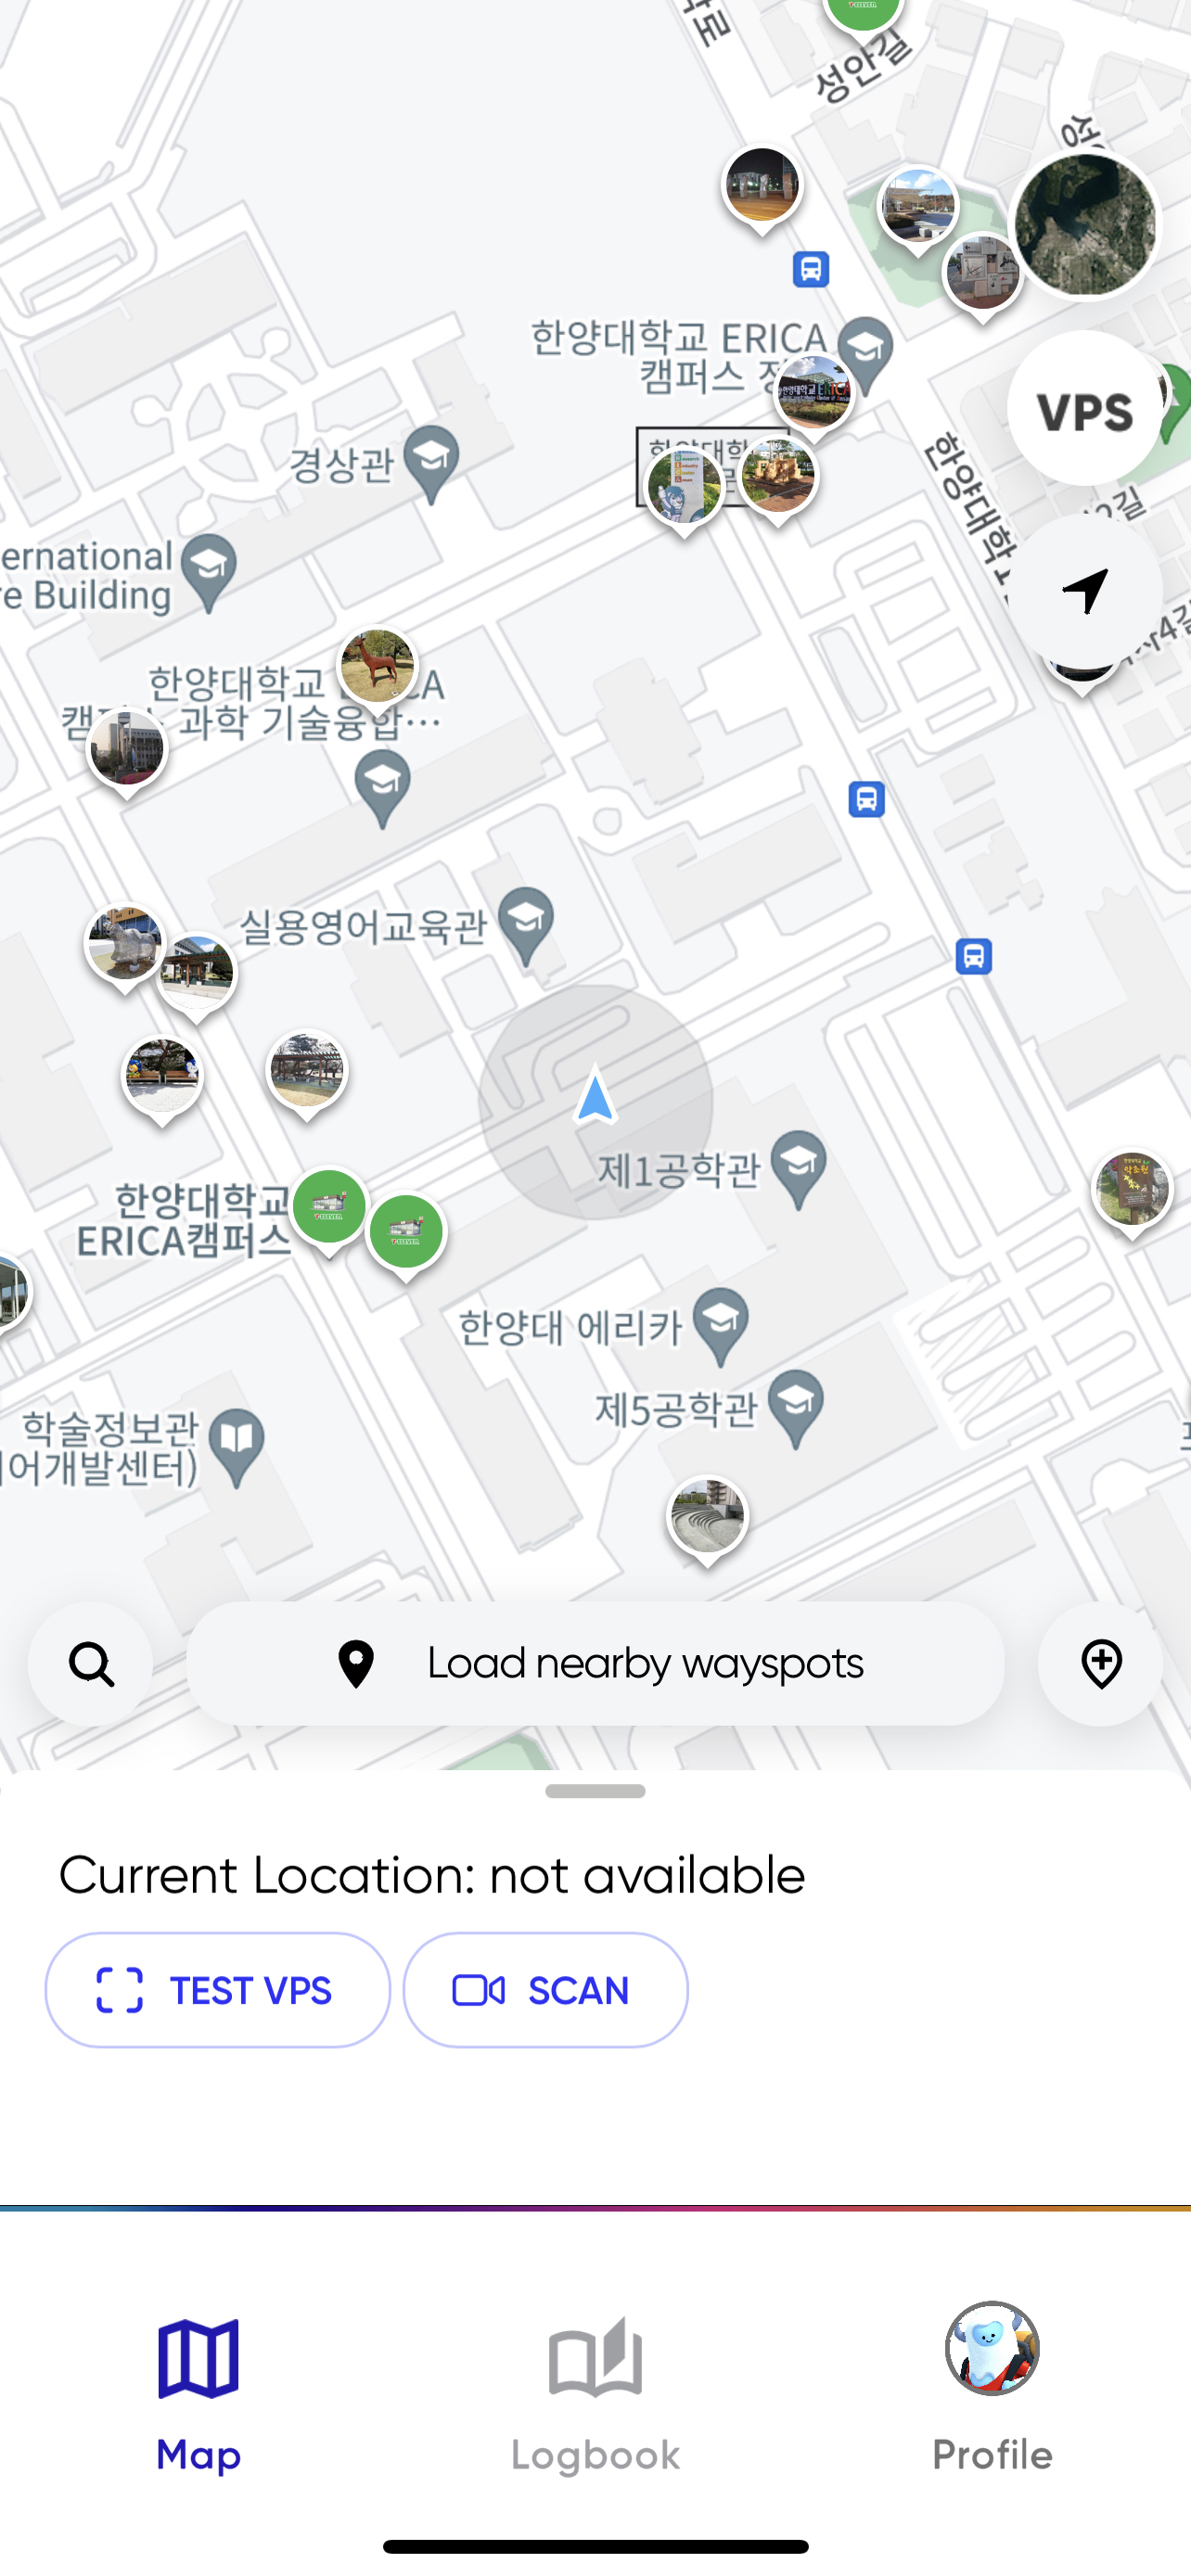 성안길
한양대학교 ERICA
캠퍼스 정
VPS
경상관
ernational
re Building
한양대학교
과학 기술융합…
실용영어교육관
제1공학관
한양대학교
ERICA캠퍼스
한양대 에리카
제5공학관
학술정보관
어개발센터)
Load nearby wayspots
Current Location: not available
TEST VPS
SCAN
Map
Logbook
Profile